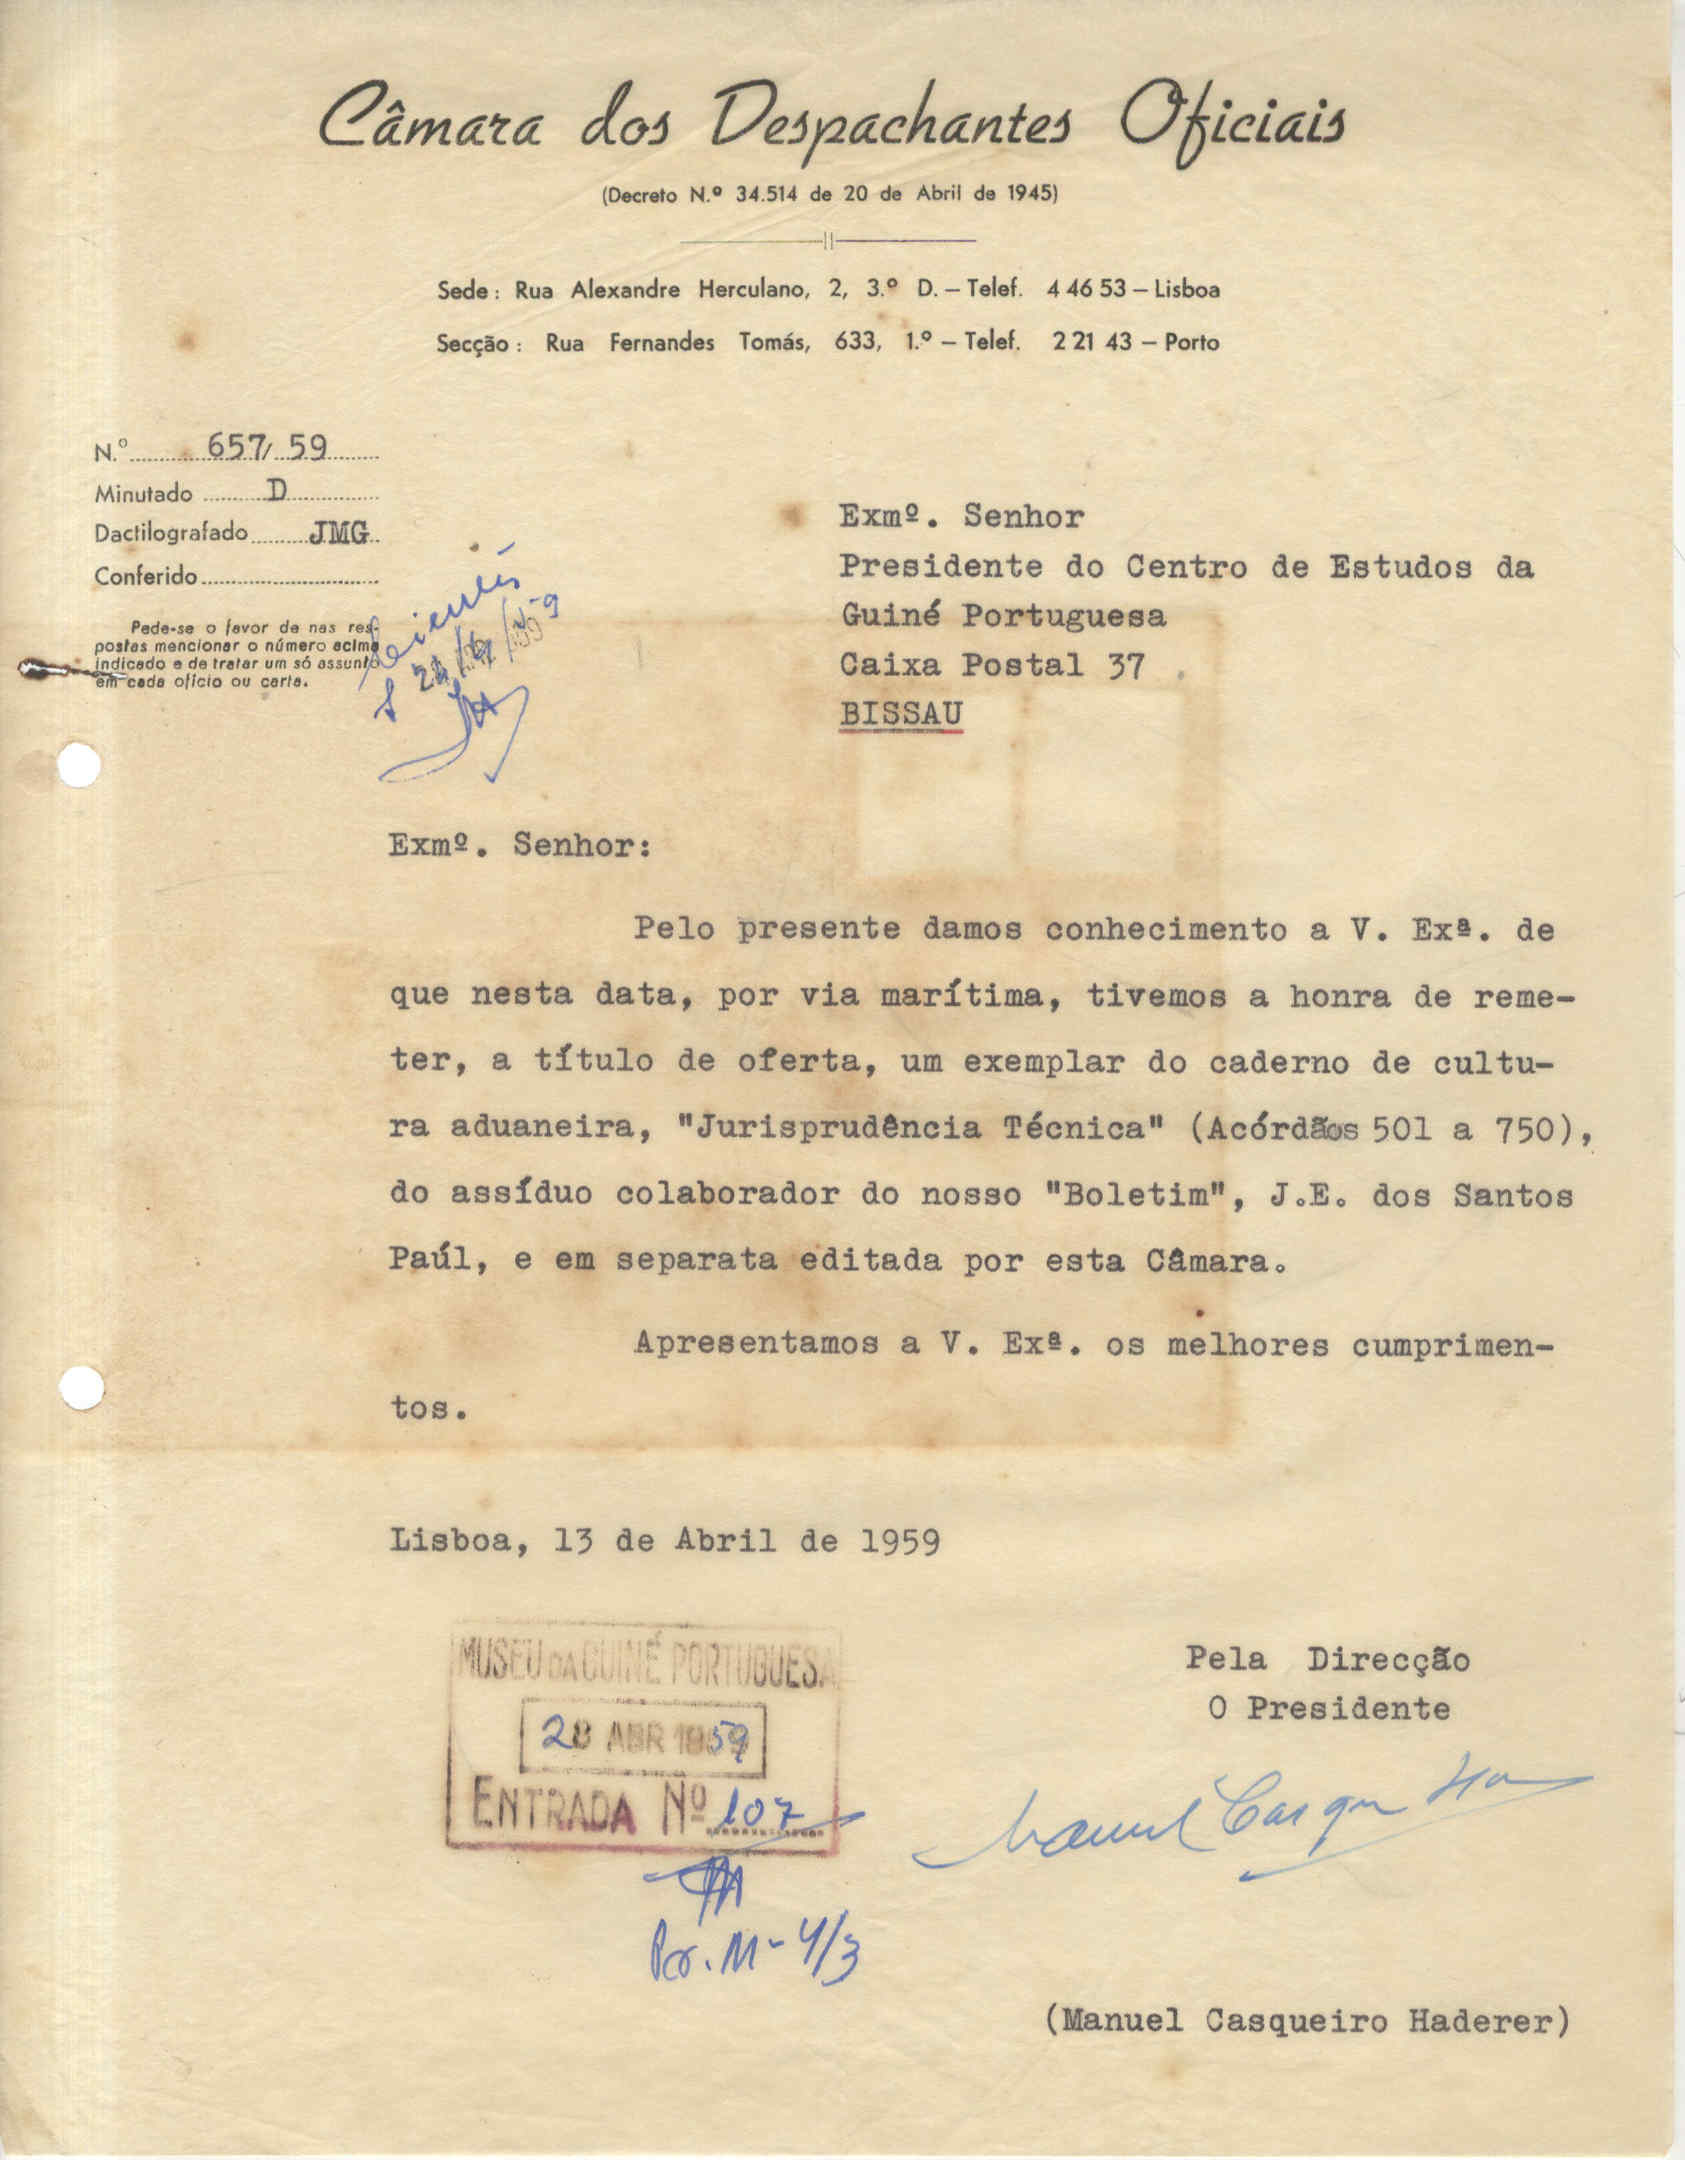 Câmara dos Despachantes Oficiais
(Decreto N.º 34.514 de 20 de Abril de 1945)
Sede: Rua Alexandre Herculano, 2, 3.º D. – Telef. 4 46 53 – Lisboa
Secção: Rua Fernandes Tomás, 633, 1.º – Telef. 2 21 43 – Porto
N.º 657/ 59
Minutado D
Dactilografado JMG
Conferido
Pede-se o favor de nas res-
postas mencionar o número acima
indicado e de tratar um só assunto
em cada ofício ou carta.
Exmº. Senhor
Presidente do Centro de Estudos da
Guiné Portuguesa
Caixa Postal 37
BISSAU
Exmº. Senhor:
Pelo presente damos conhecimento a V. Exª. de
que nesta data, por via marítima, tivemos a honra de reme-
ter, a título de oferta, um exemplar do caderno de cultu-
ra aduaneira, "Jurisprudência Técnica" (Acórdãos 501 a 750),
do assíduo colaborador do nosso "Boletim", J.E. dos Santos
Paúl, e em separata editada por esta Câmara.
Apresentamos a V. Exª. os melhores cumprimen-
tos.
Lisboa, 13 de Abril de 1959
MUSEU DA GUINÉ PORTUGUESA
28 ABR 1959
ENTRADA Nº 107
Pela Direcção
O Presidente
Manuel Casqueiro
(Manuel Casqueiro Haderer)